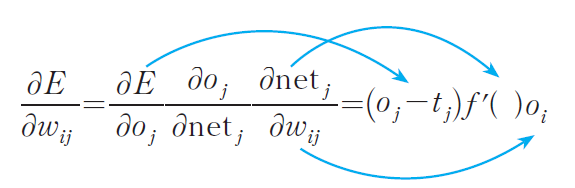 ∂E/∂w_ij = ∂E/∂o_j ∂o_j/∂net_j ∂net_j/∂w_ij = (o_j − t_j) f′( ) o_i